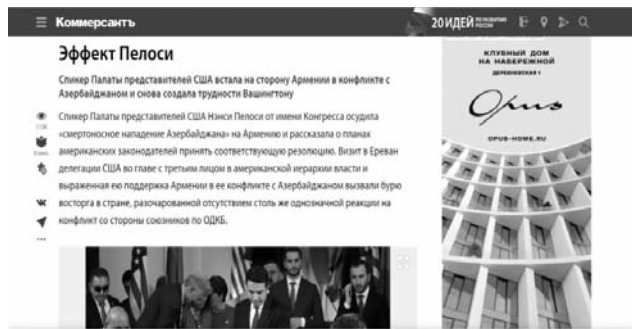 Коммерсантъ
20 ИДЕЙ ПО РАЗВИТИЮ РОССИИ
Эффект Пелоси
Спикер Палаты представителей США встала на сторону Армении в конфликте с
Азербайджаном и снова создала трудности Вашингтону
Спикер Палаты представителей США Нэнси Пелоси от имени Конгресса осудила
«смертоносное нападение Азербайджана» на Армению и рассказала о планах
американских законодателей принять соответствующую резолюцию. Визит в Ереван
делегации США во главе с третьим лицом в американской иерархии власти и
выраженная ею поддержка Армении в ее конфликте с Азербайджаном вызвали бурю
восторга в стране, разочарованной отсутствием столь же однозначной реакции на
конфликт со стороны союзников по ОДКБ.
КЛУБНЫЙ ДОМ
НА НАБЕРЕЖНОЙ
Opus
OPUS-HOME.RU